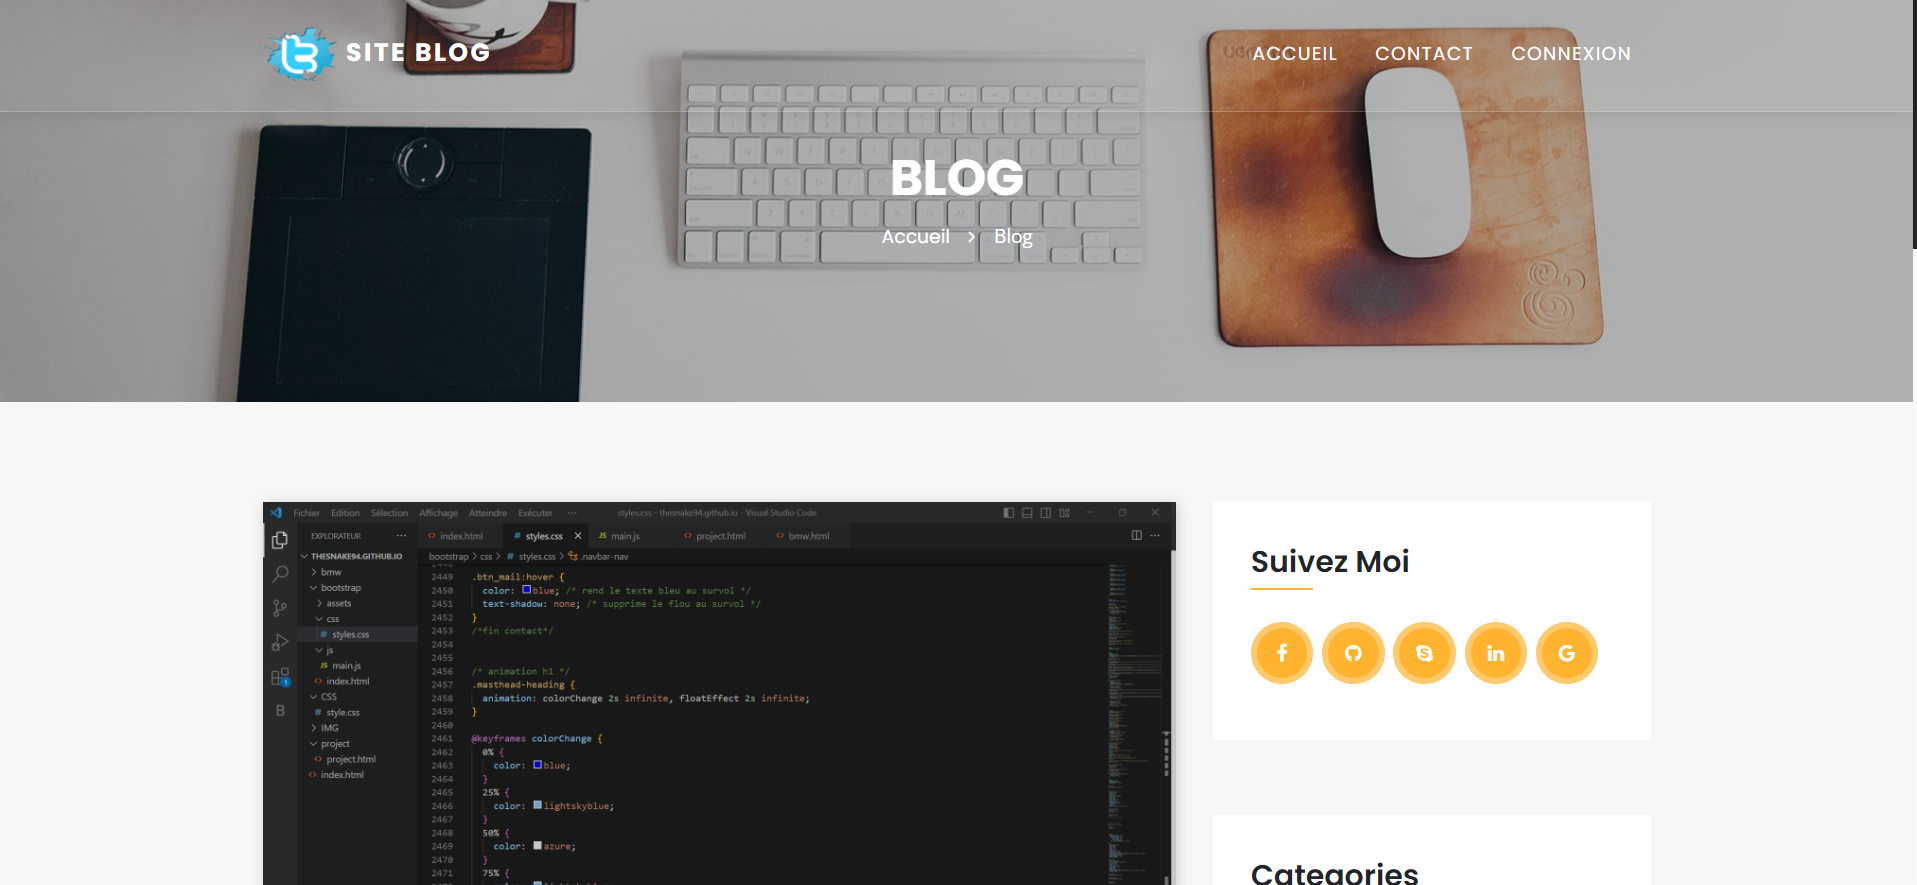 SITE BLOG
ACCUEIL CONTACT CONNEXION
BLOG
Accueil > Blog
Fichier Edition Sélection Affichage Atteindre Exécuter ···
styles.css - thesnake94.github.io - Visual Studio Code
EXPLORATEUR ···
THESNAKE94.GITHUB.IO
bmw
bootstrap
assets
css
# styles.css
js
JS main.js
<> index.html
CSS
# style.css
IMG
project
<> project.html
<> index.html
1
B
<> index.html # styles.css × JS main.js <> project.html <> bmw.html
bootstrap > css > # styles.css > .navbar-nav
2449 .btn_mail:hover {
2450 color: blue; /* rend le texte bleu au survol */
2451 text-shadow: none; /* supprime le flou au survol */
2452 }
2453 /*fin contact*/
2454
2455
2456 /* animation h1 */
2457 .masthead-heading {
2458 animation: colorChange 2s infinite, floatEffect 2s infinite;
2459 }
2460
2461 @keyframes colorChange {
2462 0% {
2463 color: blue;
2464 }
2465 25% {
2466 color: lightskyblue;
2467 }
2468 50% {
2469 color: azure;
2470 }
2471 75% {
Suivez Moi
Categories